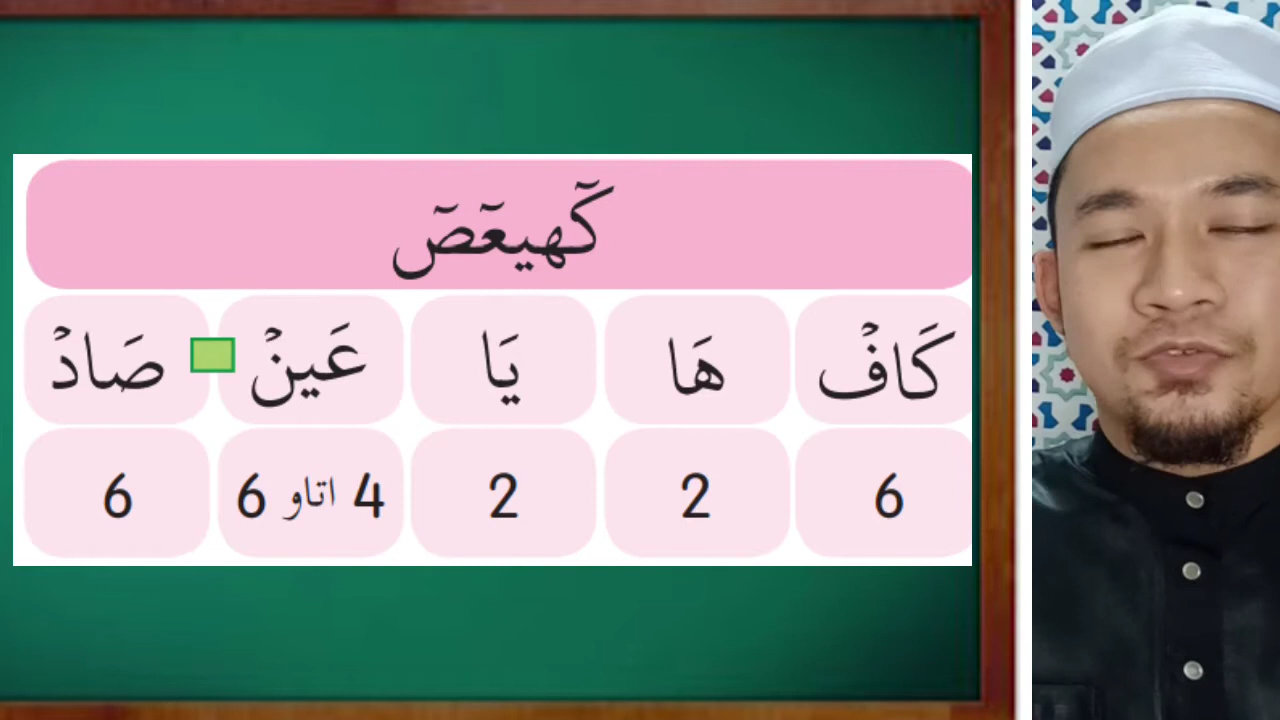 كٓهيعٓصٓ
كَافۡ هَا يَا عَينۡ صَادۡ
6 2 2 4 اتاو 6 6